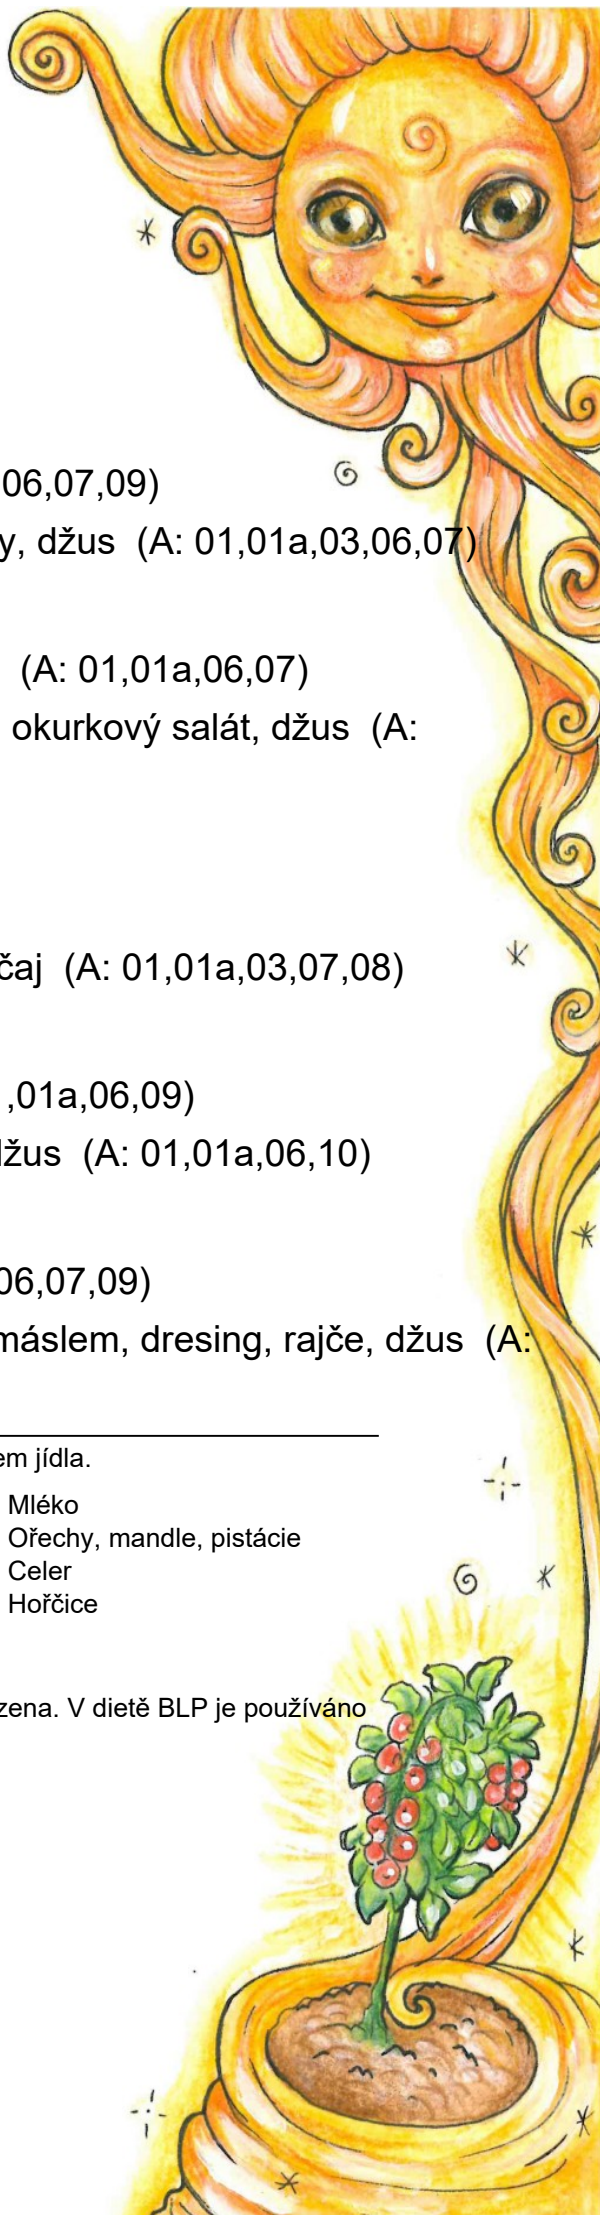 06,07,09)
y, džus (A: 01,01a,03,06,07)
(A: 01,01a,06,07)
okurkový salát, džus (A:
čaj (A: 01,01a,03,07,08)
,01a,06,09)
džus (A: 01,01a,06,10)
06,07,09)
máslem, dresing, rajče, džus (A:
em jídla.
Mléko
Ořechy, mandle, pistácie
Celer
Hořčice
zena. V dietě BLP je používáno